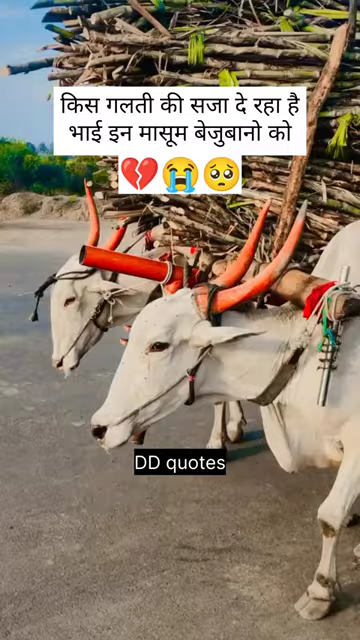 किस गलती की सजा दे रहा है
भाई इन मासूम बेजुबानो को
💔😭🥺
DD quotes